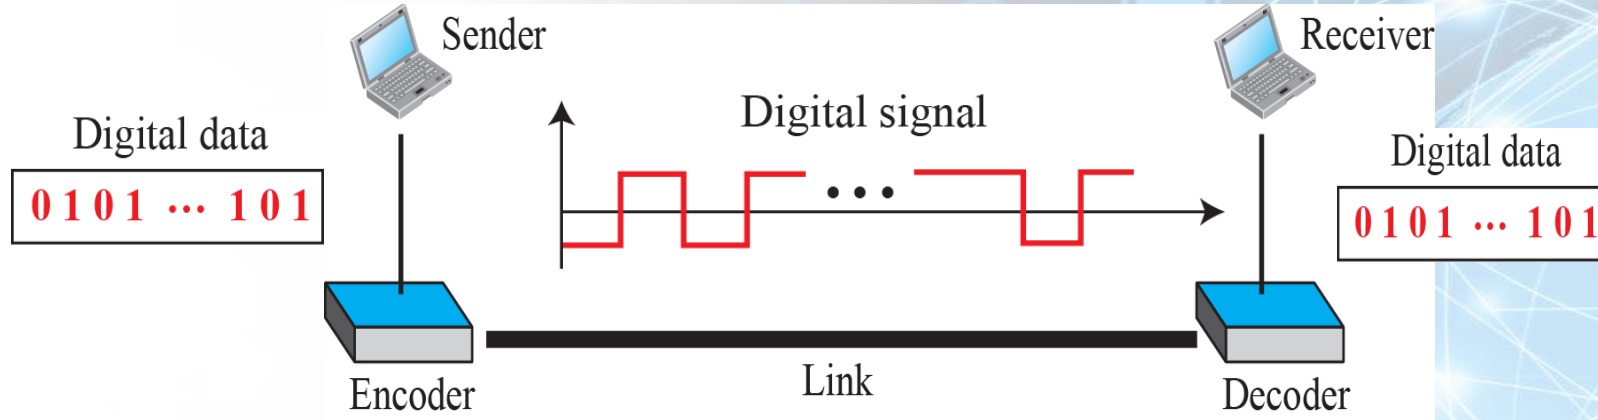 Sender
Receiver
Digital data
0 1 0 1 ... 1 0 1
Digital signal
Digital data
0 1 0 1 ... 1 0 1
Encoder
Link
Decoder